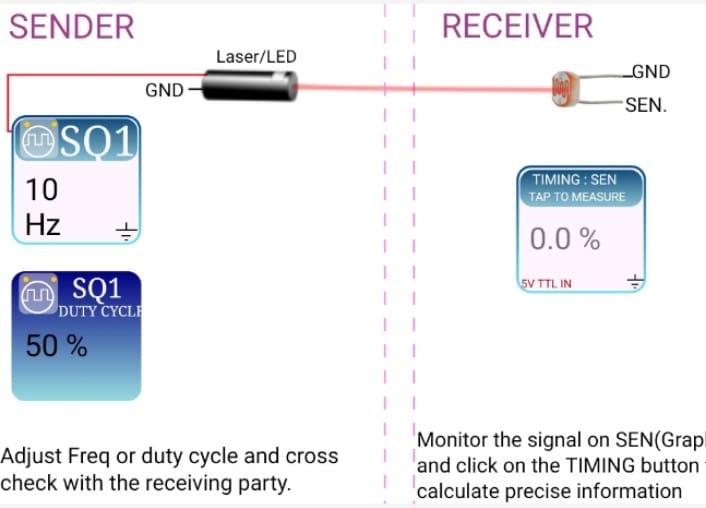 SENDER
Laser/LED
GND
SQ1
10
Hz
SQ1
DUTY CYCLE
50 %
Adjust Freq or duty cycle and cross
check with the receiving party.
RECEIVER
GND
SEN.
TIMING : SEN
TAP TO MEASURE
0.0 %
5V TTL IN
Monitor the signal on SEN(Grap
and click on the TIMING button
calculate precise information